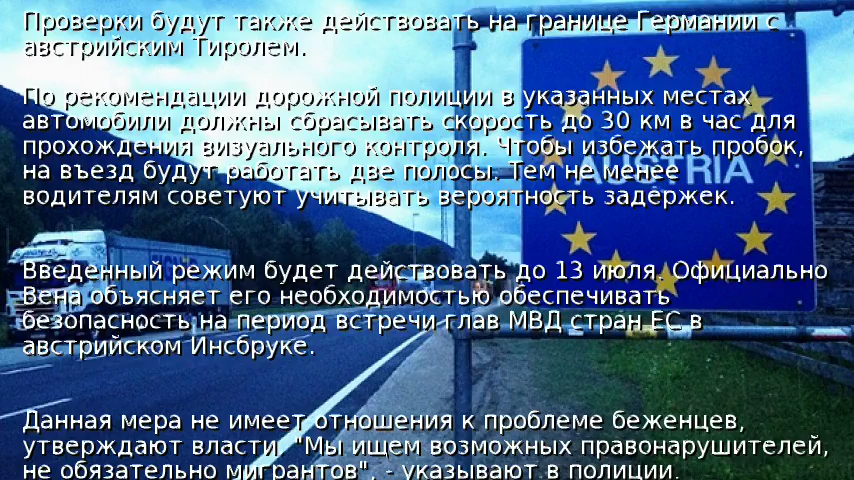 Проверки будут также действовать на границе Германии с
австрийским Тиролем.
По рекомендации дорожной полиции в указанных местах
автомобили должны сбрасывать скорость до 30 км в час для
прохождения визуального контроля. Чтобы избежать пробок,
на въезд будут работать две полосы. Тем не менее
водителям советуют учитывать вероятность задержек.
AUSTRIA
Введенный режим будет действовать до 13 июля. Официально
Вена объясняет его необходимостью обеспечивать
безопасность на период встречи глав МВД стран ЕС в
австрийском Инсбруке.
Данная мера не имеет отношения к проблеме беженцев,
утверждают власти. "Мы ищем возможных правонарушителей,
не обязательно мигрантов", - указывают в полиции.